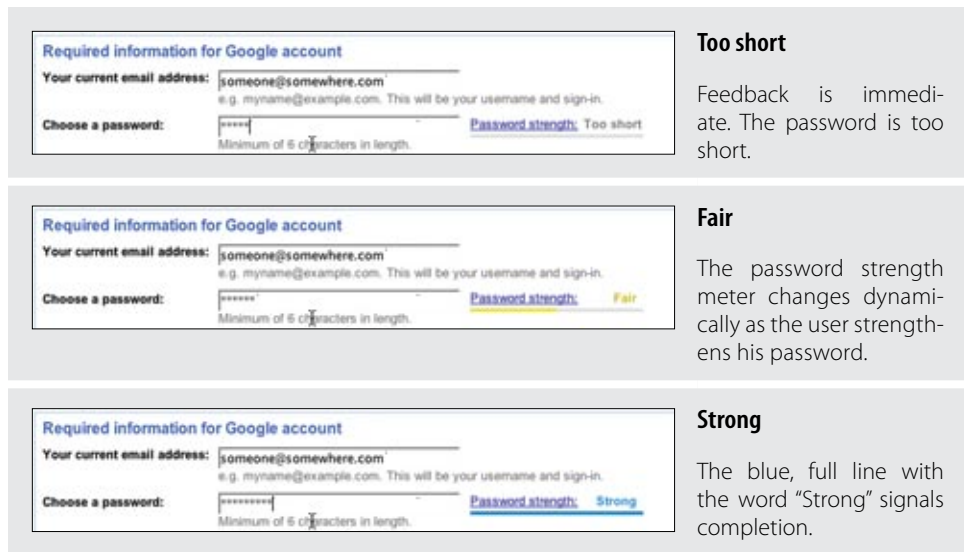 Required information for Google account
Your current email address: someone@somewhere.com
e.g. myname@example.com. This will be your username and sign-in.
Choose a password: ***** Password strength: Too short
Minimum of 6 characters in length.
Too short
Feedback is immedi-
ate. The password is too
short.
Required information for Google account
Your current email address: someone@somewhere.com
e.g. myname@example.com. This will be your username and sign-in.
Choose a password: ****** Password strength: Fair
Minimum of 6 characters in length.
Fair
The password strength
meter changes dynami-
cally as the user strength-
ens his password.
Required information for Google account
Your current email address: someone@somewhere.com
e.g. myname@example.com. This will be your username and sign-in.
Choose a password: ********* Password strength: Strong
Minimum of 6 characters in length.
Strong
The blue, full line with
the word “Strong” signals
completion.